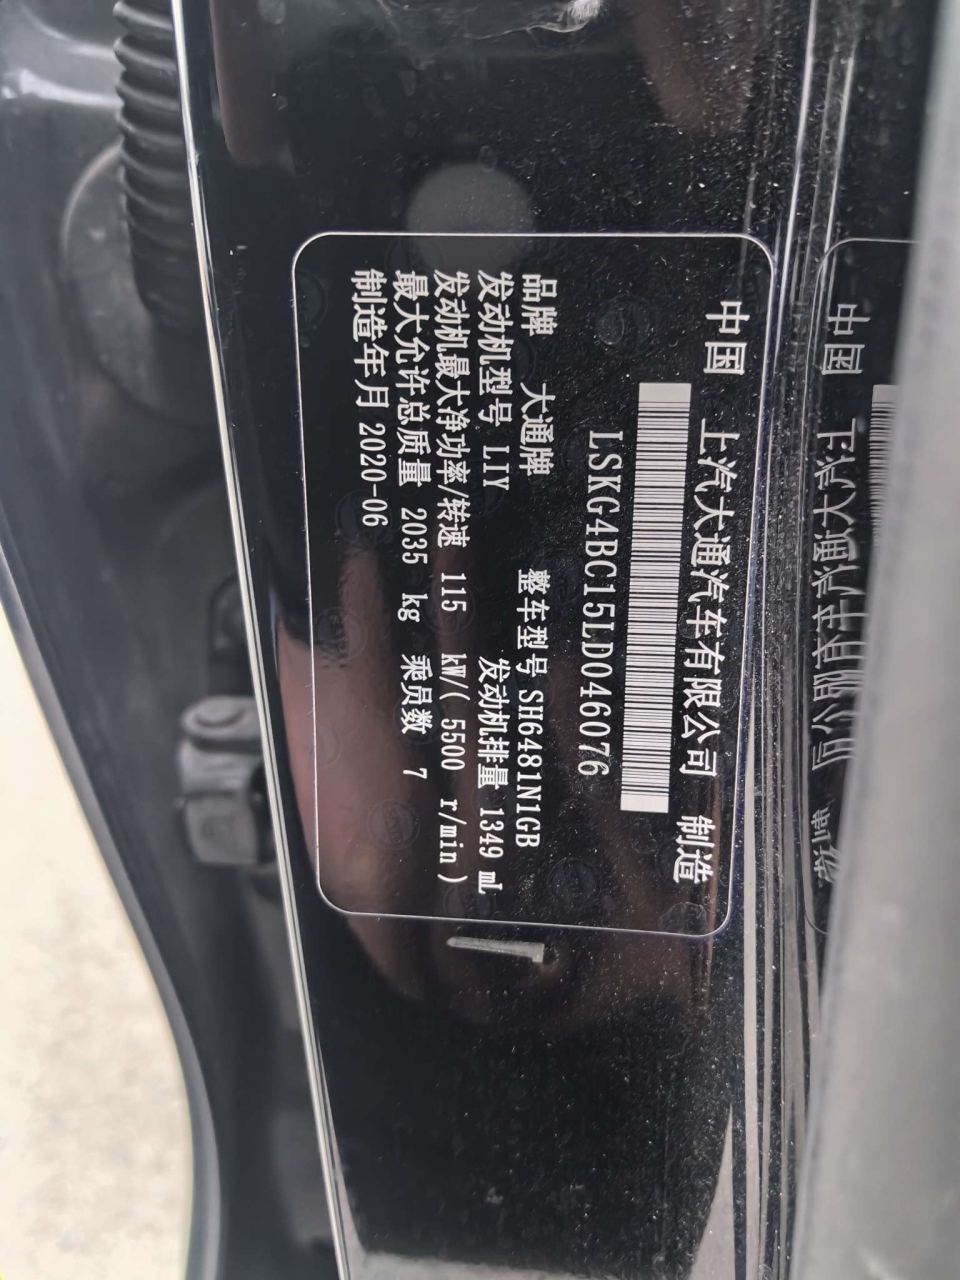 中国 上汽大通汽车有限公司 制造
LSKG4BC15LD046076
品牌 大通牌 整车型号 SH6481N1GB
发动机型号 LIY 发动机排量 1349 mL
发动机最大净功率/转速 115 kW/( 5500 r/min)
最大允许总质量 2035 kg 乘员数 7
制造年月 2020-06